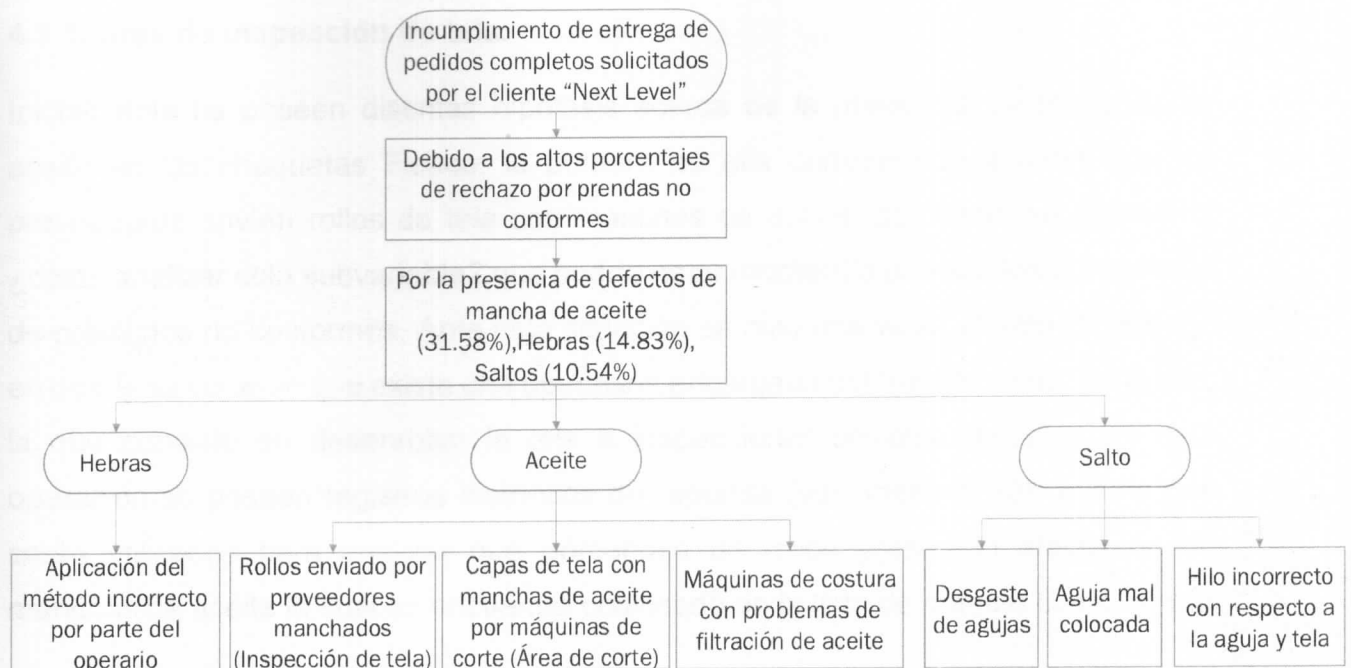 Incumplimiento de entrega de
pedidos completos solicitados
por el cliente “Next Level”
Debido a los altos porcentajes
de rechazo por prendas no
conformes
Por la presencia de defectos de
mancha de aceite
(31.58%),Hebras (14.83%),
Saltos (10.54%)
Hebras
Aceite
Salto
Aplicación del
método incorrecto
por parte del
operario
Rollos enviado por
proveedores
manchados
(Inspección de tela)
Capas de tela con
manchas de aceite
por máquinas de
corte (Área de corte)
Máquinas de costura
con problemas de
filtración de aceite
Desgaste
de agujas
Aguja mal
colocada
Hilo incorrecto
con respecto a
la aguja y tela